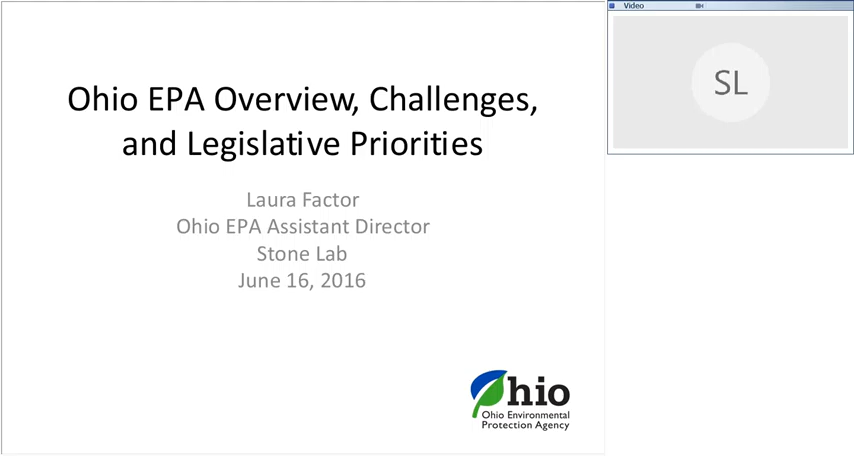 Ohio EPA Overview, Challenges,
and Legislative Priorities
Laura Factor
Ohio EPA Assistant Director
Stone Lab
June 16, 2016
Ohio
Ohio Environmental
Protection Agency
Video
SL